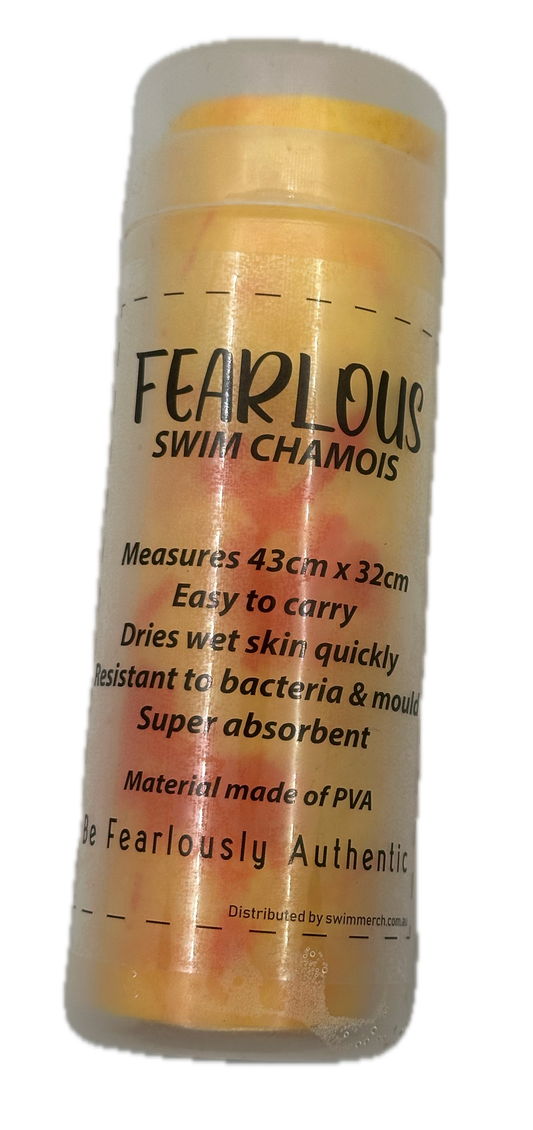 FEARLOUS
SWIM CHAMOIS
Measures 43cm x 32cm
Easy to carry
Dries wet skin quickly
Resistant to bacteria & mould
Super absorbent
Material made of PVA
Be Fearlously Authentic
Distributed by swimmerch.com.au